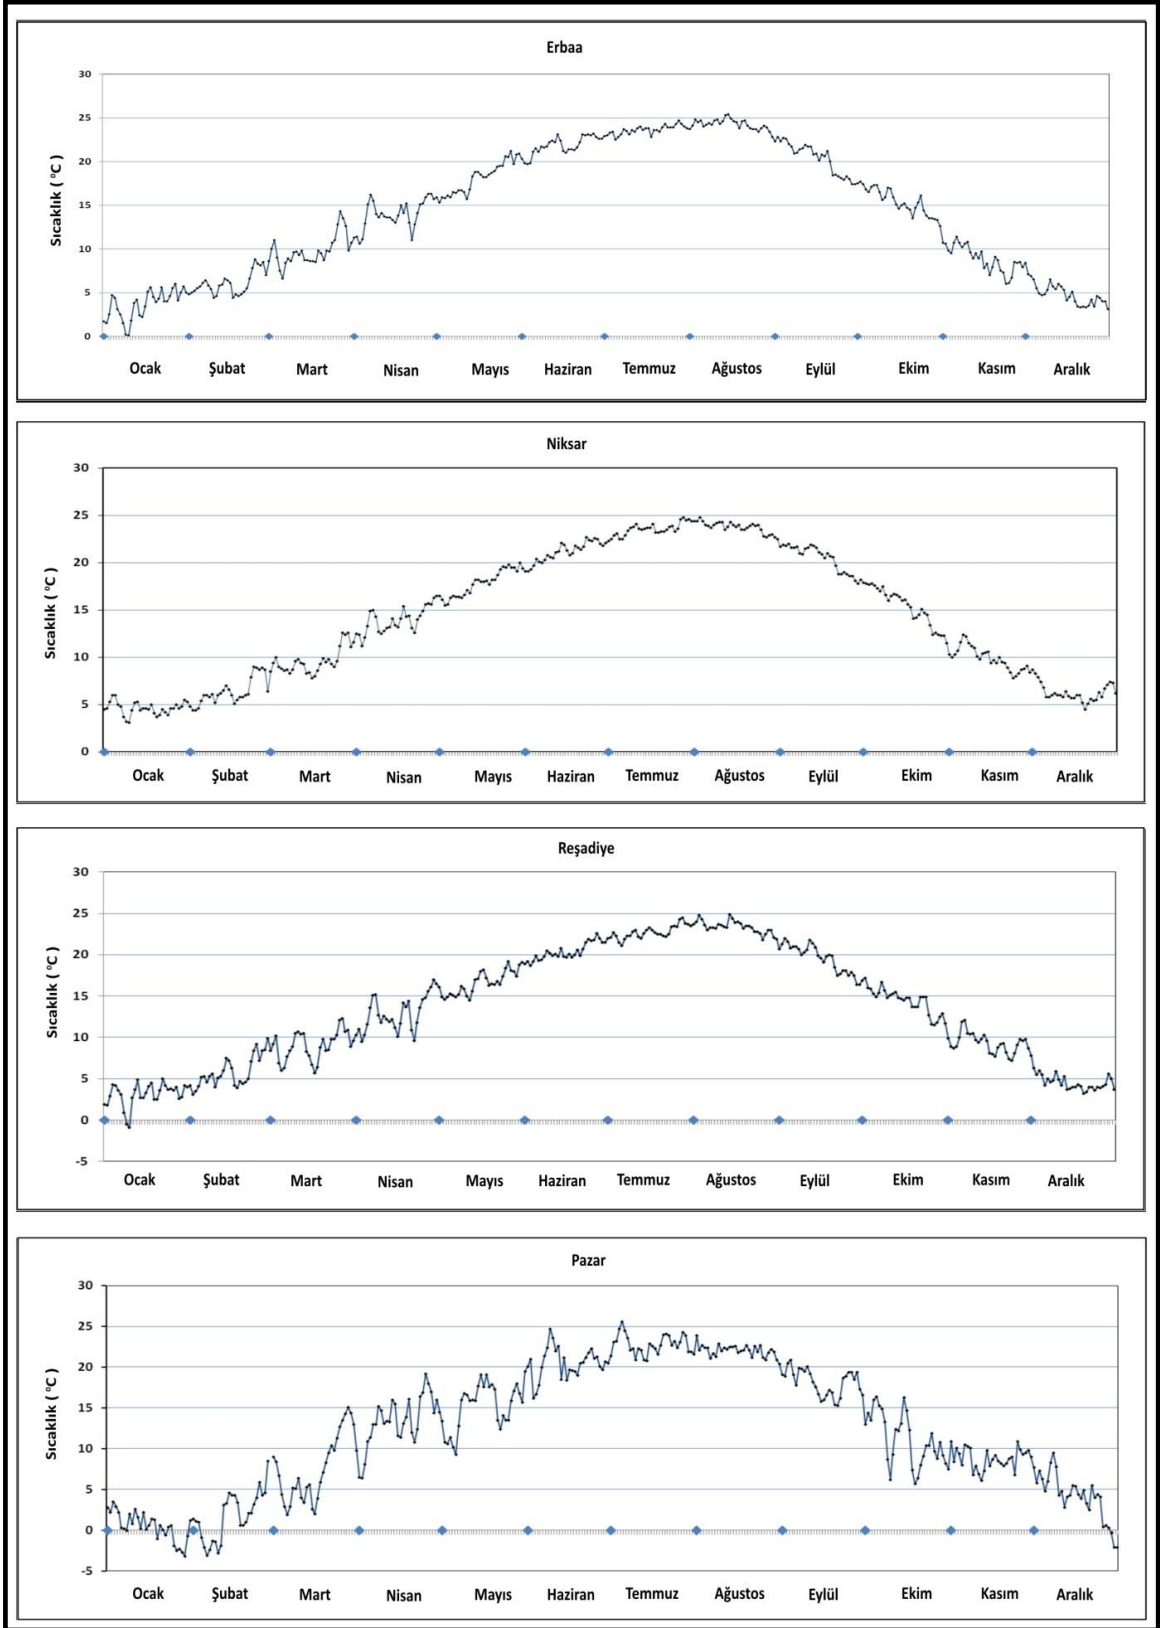 Erbaa
30
25
20
15
10
5
0
Sıcaklık ( °C )
Ocak Şubat Mart Nisan Mayıs Haziran Temmuz Ağustos Eylül Ekim Kasım Aralık
Niksar
30
25
20
15
10
5
0
Sıcaklık ( °C )
Ocak Şubat Mart Nisan Mayıs Haziran Temmuz Ağustos Eylül Ekim Kasım Aralık
Reşadiye
30
25
20
15
10
5
0
-5
Sıcaklık ( °C )
Ocak Şubat Mart Nisan Mayıs Haziran Temmuz Ağustos Eylül Ekim Kasım Aralık
Pazar
30
25
20
15
10
5
0
-5
Sıcaklık ( °C )
Ocak Şubat Mart Nisan Mayıs Haziran Temmuz Ağustos Eylül Ekim Kasım Aralık